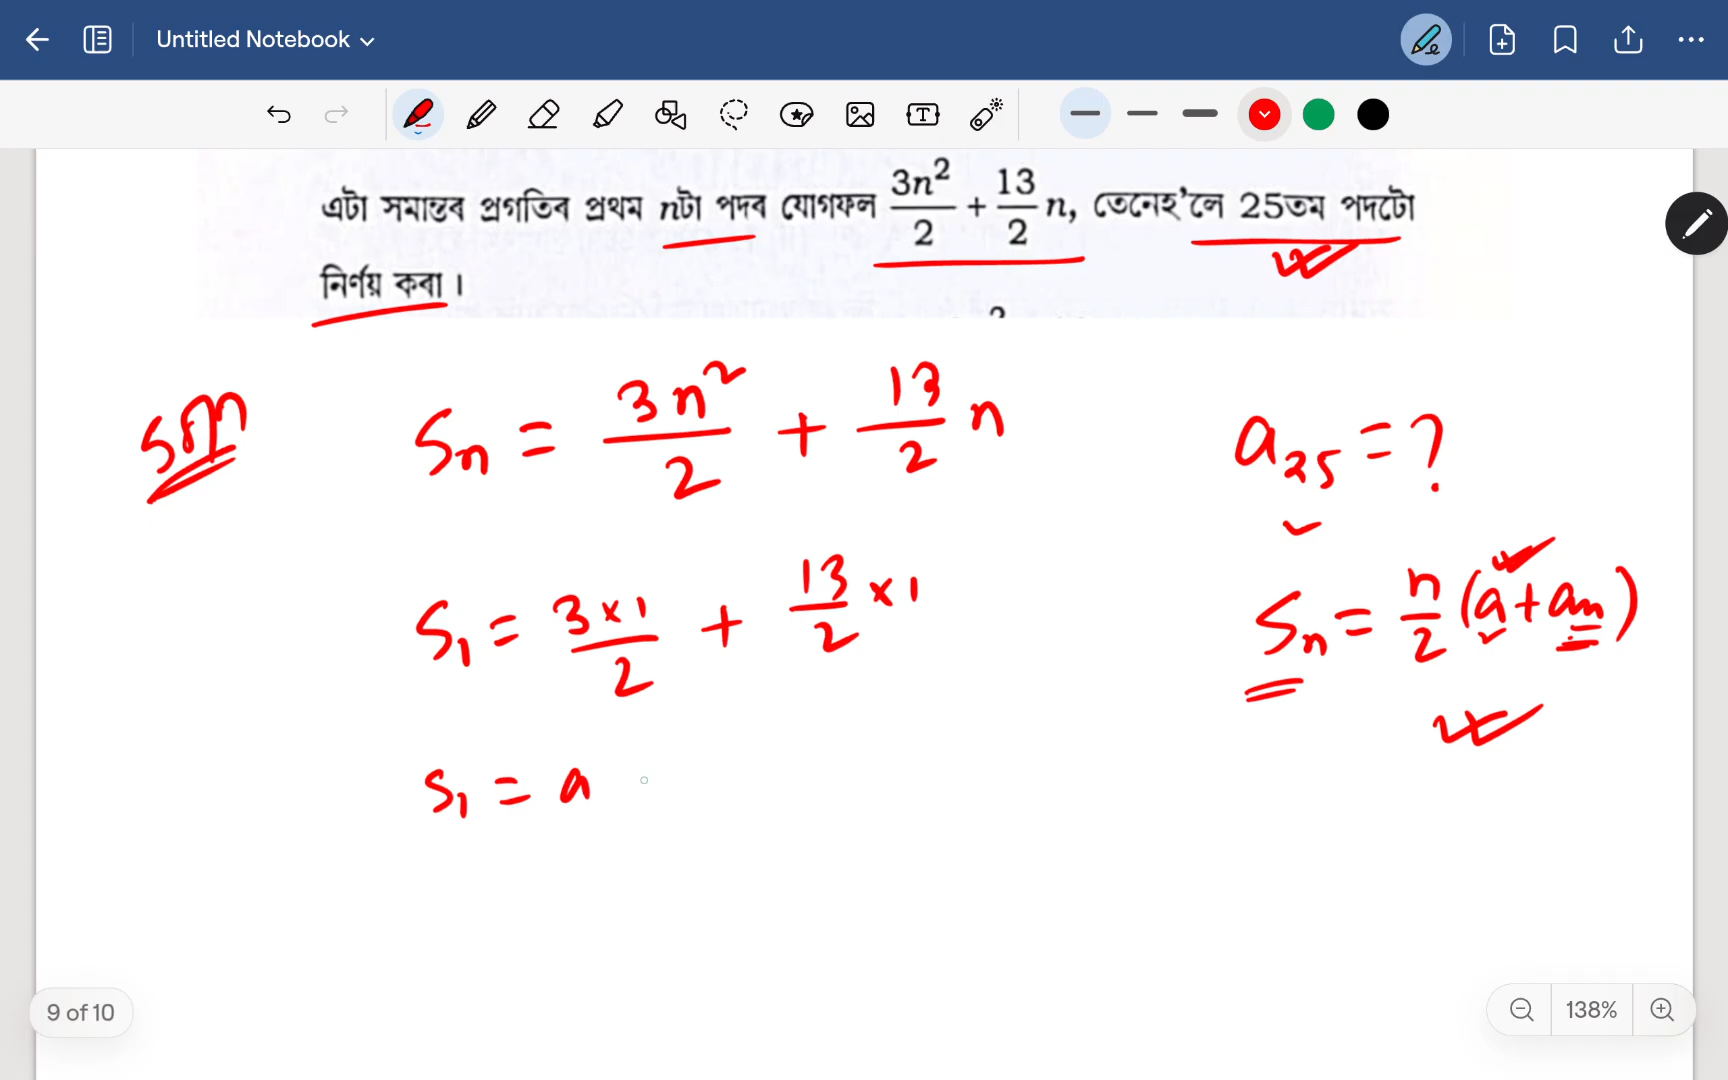 Untitled Notebook
এটা সমান্তৰ প্ৰগতিৰ প্ৰথম nটা পদৰ যোগফল 3n²/2 + 13/2 n, তেনেহ'লে 25তম পদটো
নিৰ্ণয় কৰা ।
Sn = 3n²/2 + 13/2 n
a25 = ?
S1 = 3×1/2 + 13/2 ×1
Sn = n/2 (a+an)
S1 = a
9 of 10
138%